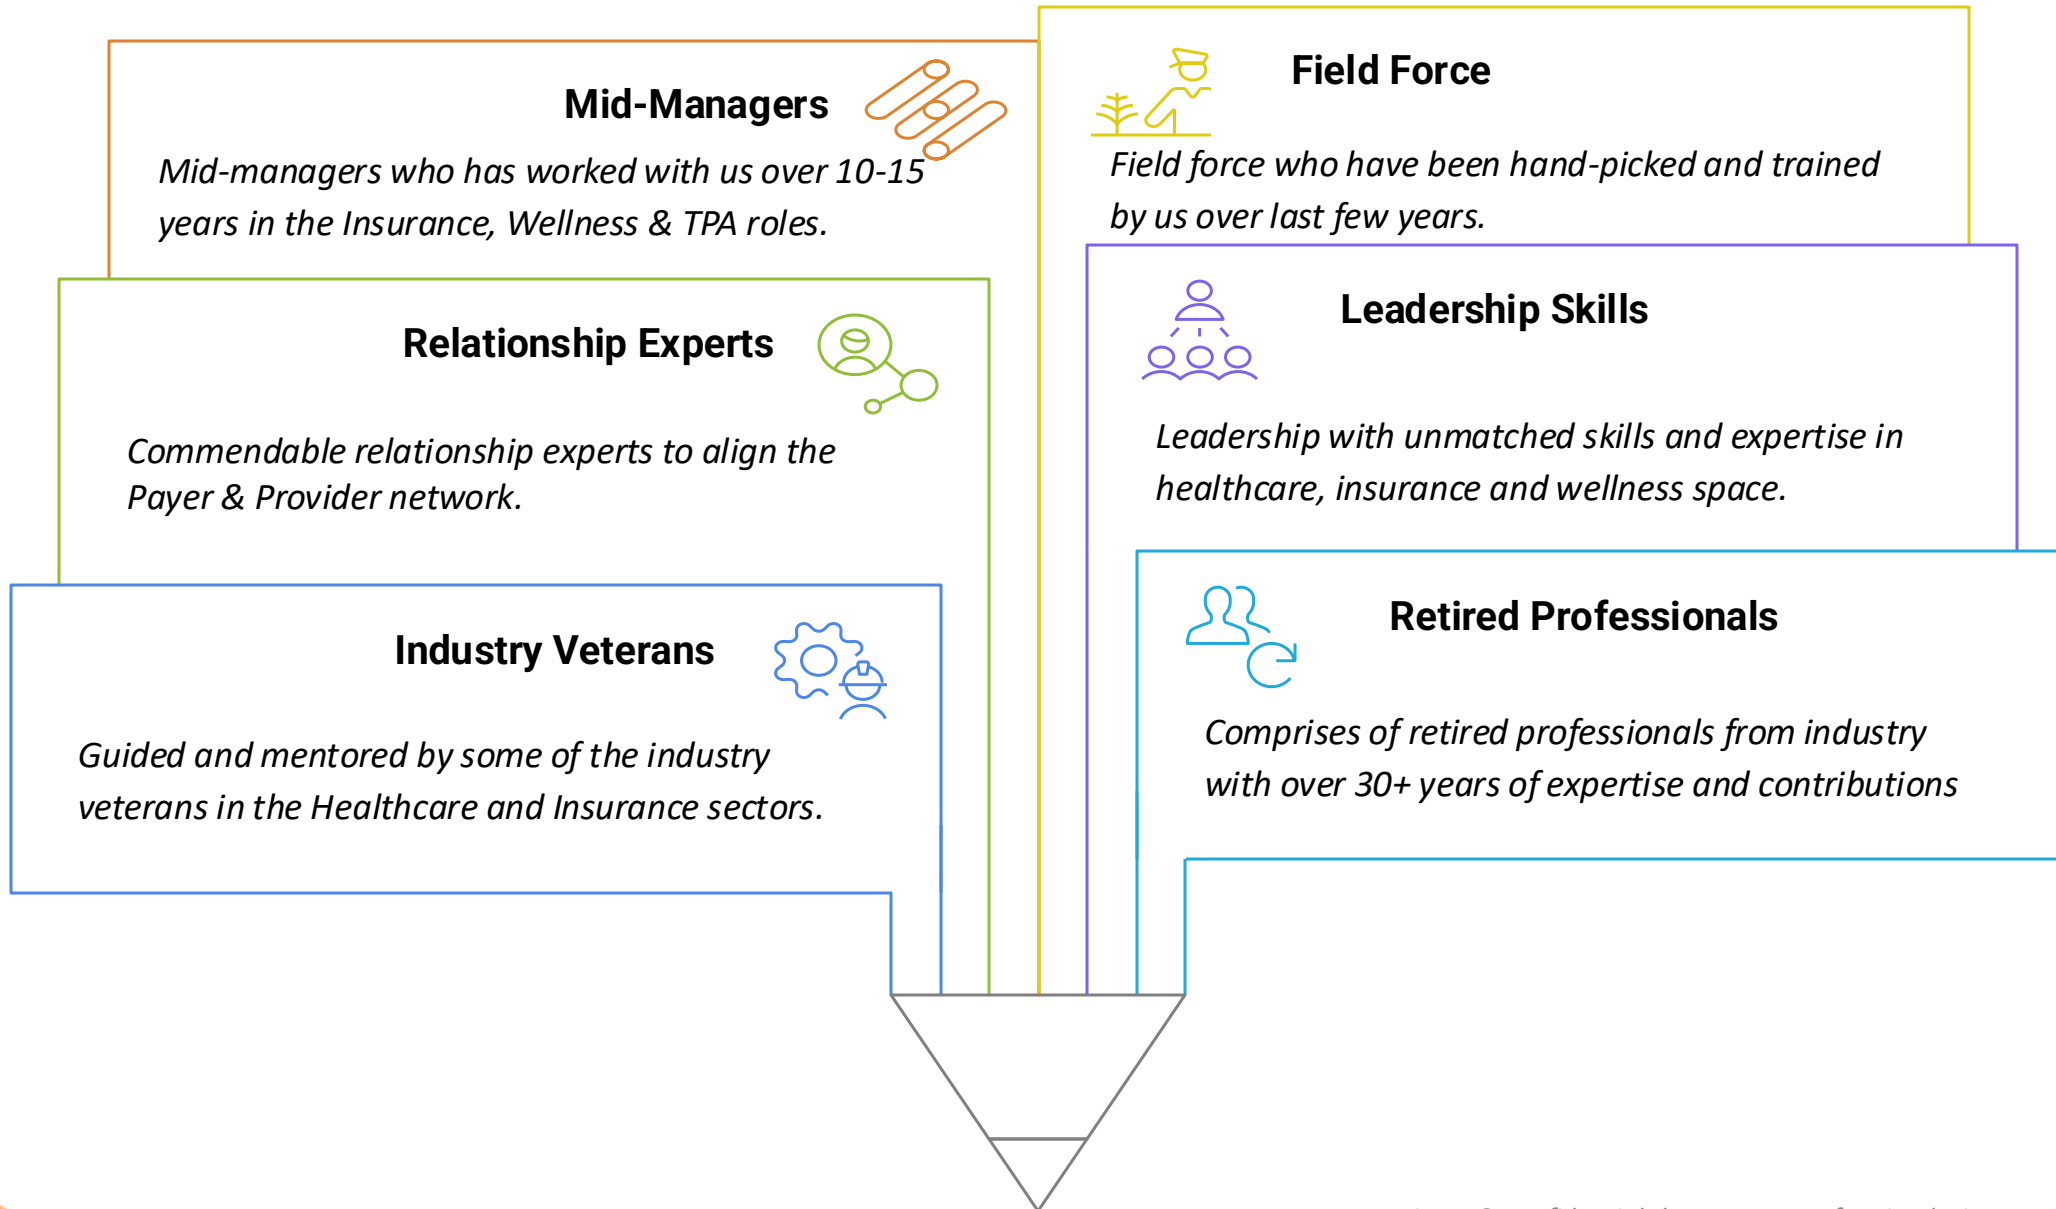 Mid-Managers
Mid-managers who has worked with us over 10-15
years in the Insurance, Wellness & TPA roles.
Field Force
Field force who have been hand-picked and trained
by us over last few years.
Relationship Experts
Commendable relationship experts to align the
Payer & Provider network.
Leadership Skills
Leadership with unmatched skills and expertise in
healthcare, insurance and wellness space.
Industry Veterans
Guided and mentored by some of the industry
veterans in the Healthcare and Insurance sectors.
Retired Professionals
Comprises of retired professionals from industry
with over 30+ years of expertise and contributions